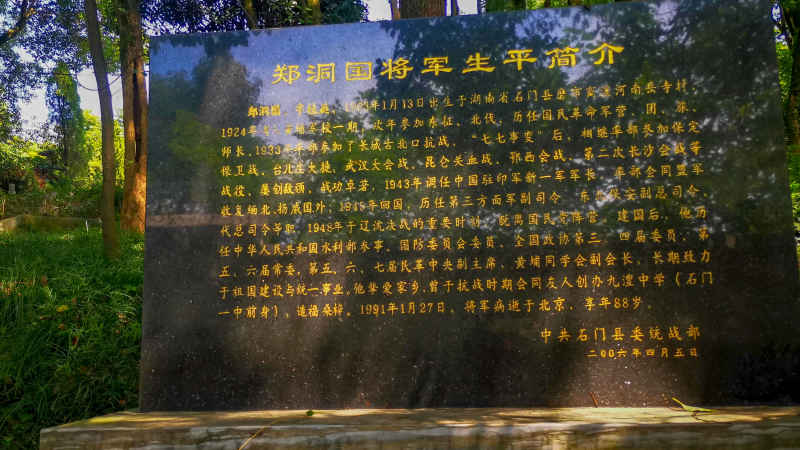 郑洞国将军生平简介
郑洞国，1903年1月13日出生于湖南省石门县磨市商溪河南岳寺村，
1924年考入黄埔军校一期，次年参加东征、北伐，历任国民革命军营、团、旅、
师长。1933年率部参加了长城古北口抗战，“七七事变”后，相继率部参加保定
保卫战、台儿庄大捷、武汉大会战、昆仑关血战、鄂西会战、第二次长沙会战等
战役，屡创敌顽，战功卓著，1943年调任中国驻印军新一军军长，率部会同盟军
收复缅北，扬威国外，1945年回国，历任第三方面军副司令、东北保安副总司令、
代总司令等职，1948年于辽沈决战的重要时刻，脱离国民党阵营。建国后，他历
任中华人民共和国水利部参事，国防委员会委员，全国政协第三、四届委员，第
五、六届常委，第五、六、七届民革中央副主席，黄埔同学会副会长，长期致力
于祖国建设与统一事业，他挚爱家乡，曾于抗战时期会同友人创办九澧中学（石门
一中前身），造福桑梓。1991年1月27日，将军病逝于北京，享年88岁
中共石门县委统战部
二00六年四月五日